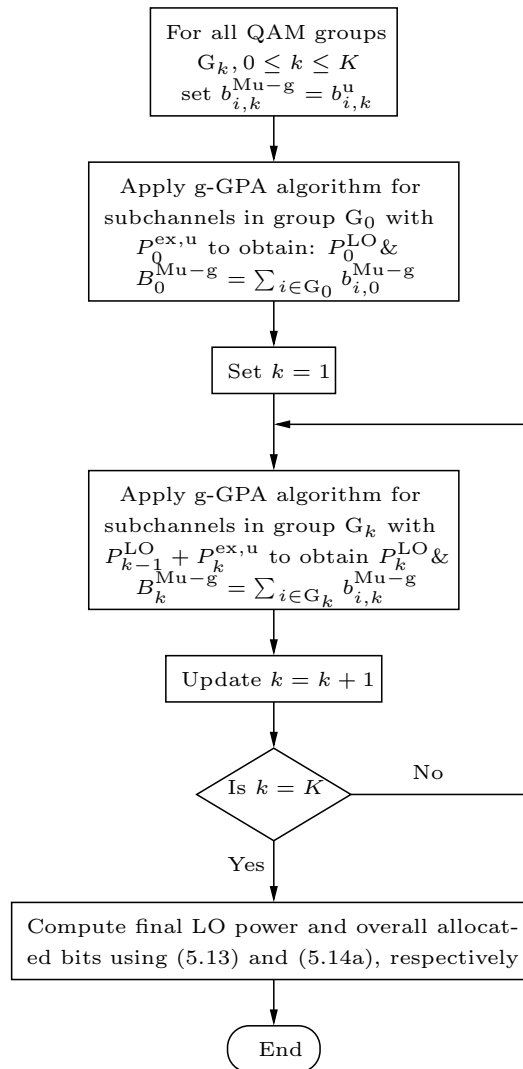 For all QAM groups
G_k, 0 ≤ k ≤ K
set b_{i,k}^{Mu−g} = b_{i,k}^{u}
Apply g-GPA algorithm for
subchannels in group G_0 with
P_0^{ex,u} to obtain: P_0^{LO}&
B_0^{Mu−g} = ∑_{i∈G_0} b_{i,0}^{Mu−g}
Set k = 1
Apply g-GPA algorithm for
subchannels in group G_k with
P_{k−1}^{LO} + P_k^{ex,u} to obtain P_k^{LO}&
B_k^{Mu−g} = ∑_{i∈G_k} b_{i,k}^{Mu−g}
Update k = k + 1
Is k = K
No
Yes
Compute final LO power and overall allocat-
ed bits using (5.13) and (5.14a), respectively
End